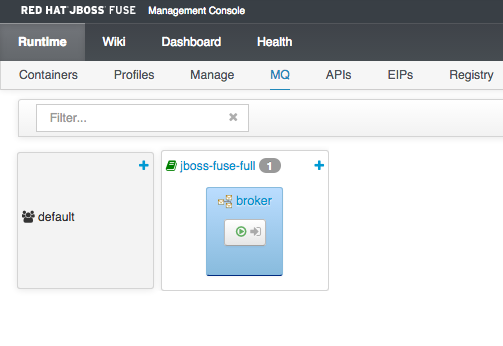 RED HAT JBOSS FUSE Management Console
Runtime Wiki Dashboard Health
Containers Profiles Manage MQ APIs EIPs Registry
Filter...
jboss-fuse-full 1
broker
default